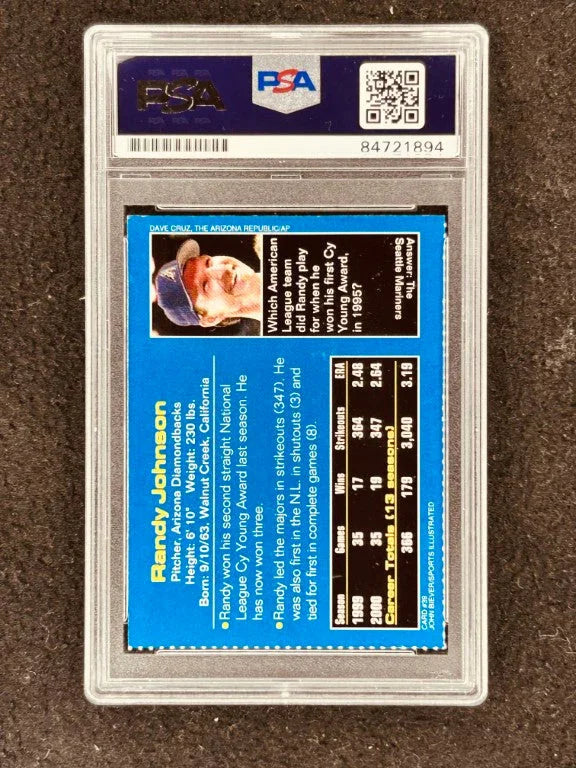 PSA
PSA
84721894
DAVE CRUZ, THE ARIZONA REPUBLIC/AP
Randy Johnson
Pitcher, Arizona Diamondbacks
Height: 6' 10" Weight: 230 lbs.
Born: 9/10/63, Walnut Creek, California
•Randy won his second straight National
League Cy Young Award last season. He
has now won three.
•Randy led the majors in strikeouts (347). He
was also first in the N.L. in shutouts (3) and
tied for first in complete games (8).
Which American
League team
did Randy play
for when he
won his first Cy
Young Award,
in 1995?
Answer: The
Seattle Mariners
Season Games Wins Strikeouts ERA
1999 35 17 364 2.48
2000 35 19 347 2.64
Career Totals (13 seasons)
366 179 3,040 3.19
CARD #39
JOHN BIEVER/SPORTS ILLUSTRATED